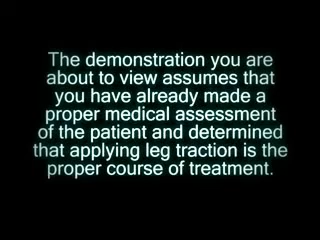 The demonstration you are
about to view assumes that
you have already made a
proper medical assessment
of the patient and determined
that applying leg traction is the
proper course of treatment.